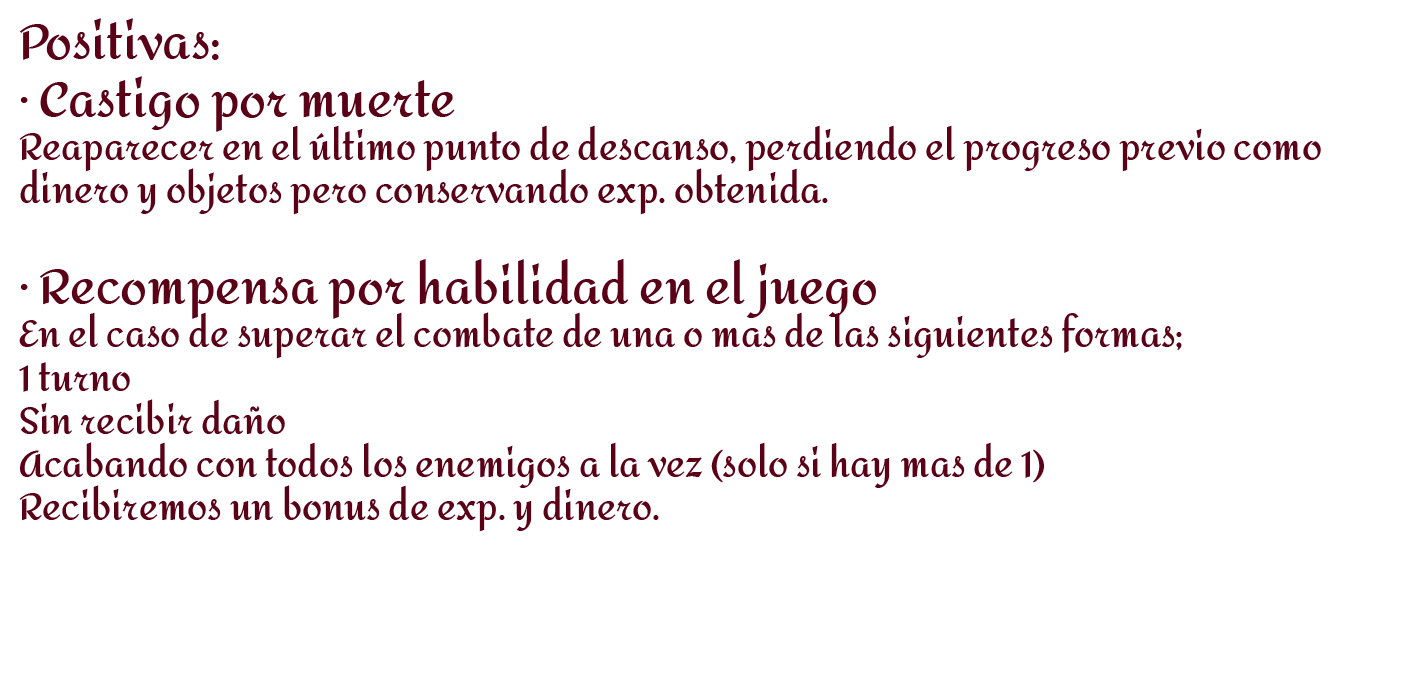 Positivas:
· Castigo por muerte
Reaparecer en el último punto de descanso, perdiendo el progreso previo como
dinero y objetos pero conservando exp. obtenida.
· Recompensa por habilidad en el juego
En el caso de superar el combate de una o mas de las siguientes formas;
1 turno
Sin recibir daño
Acabando con todos los enemigos a la vez (solo si hay mas de 1)
Recibiremos un bonus de exp. y dinero.